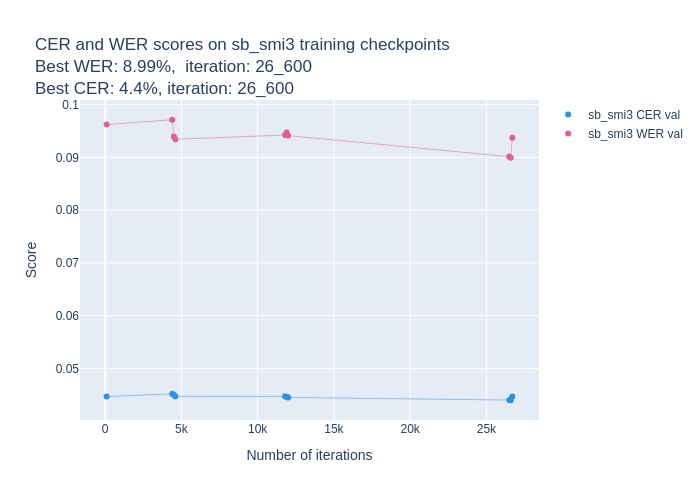 CER and WER scores on sb_smi3 training checkpoints
Best WER: 8.99%,  iteration: 26_600
Best CER: 4.4%, iteration: 26_600
sb_smi3 CER val
sb_smi3 WER val
0.1
0.09
0.08
0.07
0.06
0.05
Score
0
5k
10k
15k
20k
25k
Number of iterations